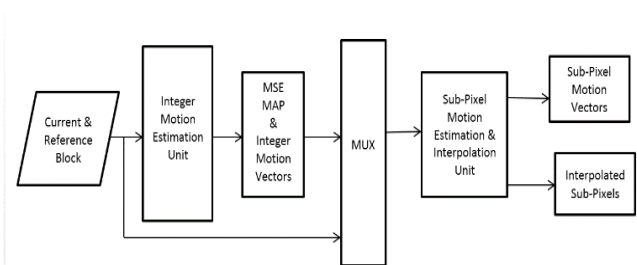 Current &
Reference
Block
Integer
Motion
Estimation
Unit
MSE
MAP
&
Integer
Motion
Vectors
MUX
Sub-Pixel
Motion
Estimation &
Interpolation
Unit
Sub-Pixel
Motion
Vectors
Interpolated
Sub-Pixels